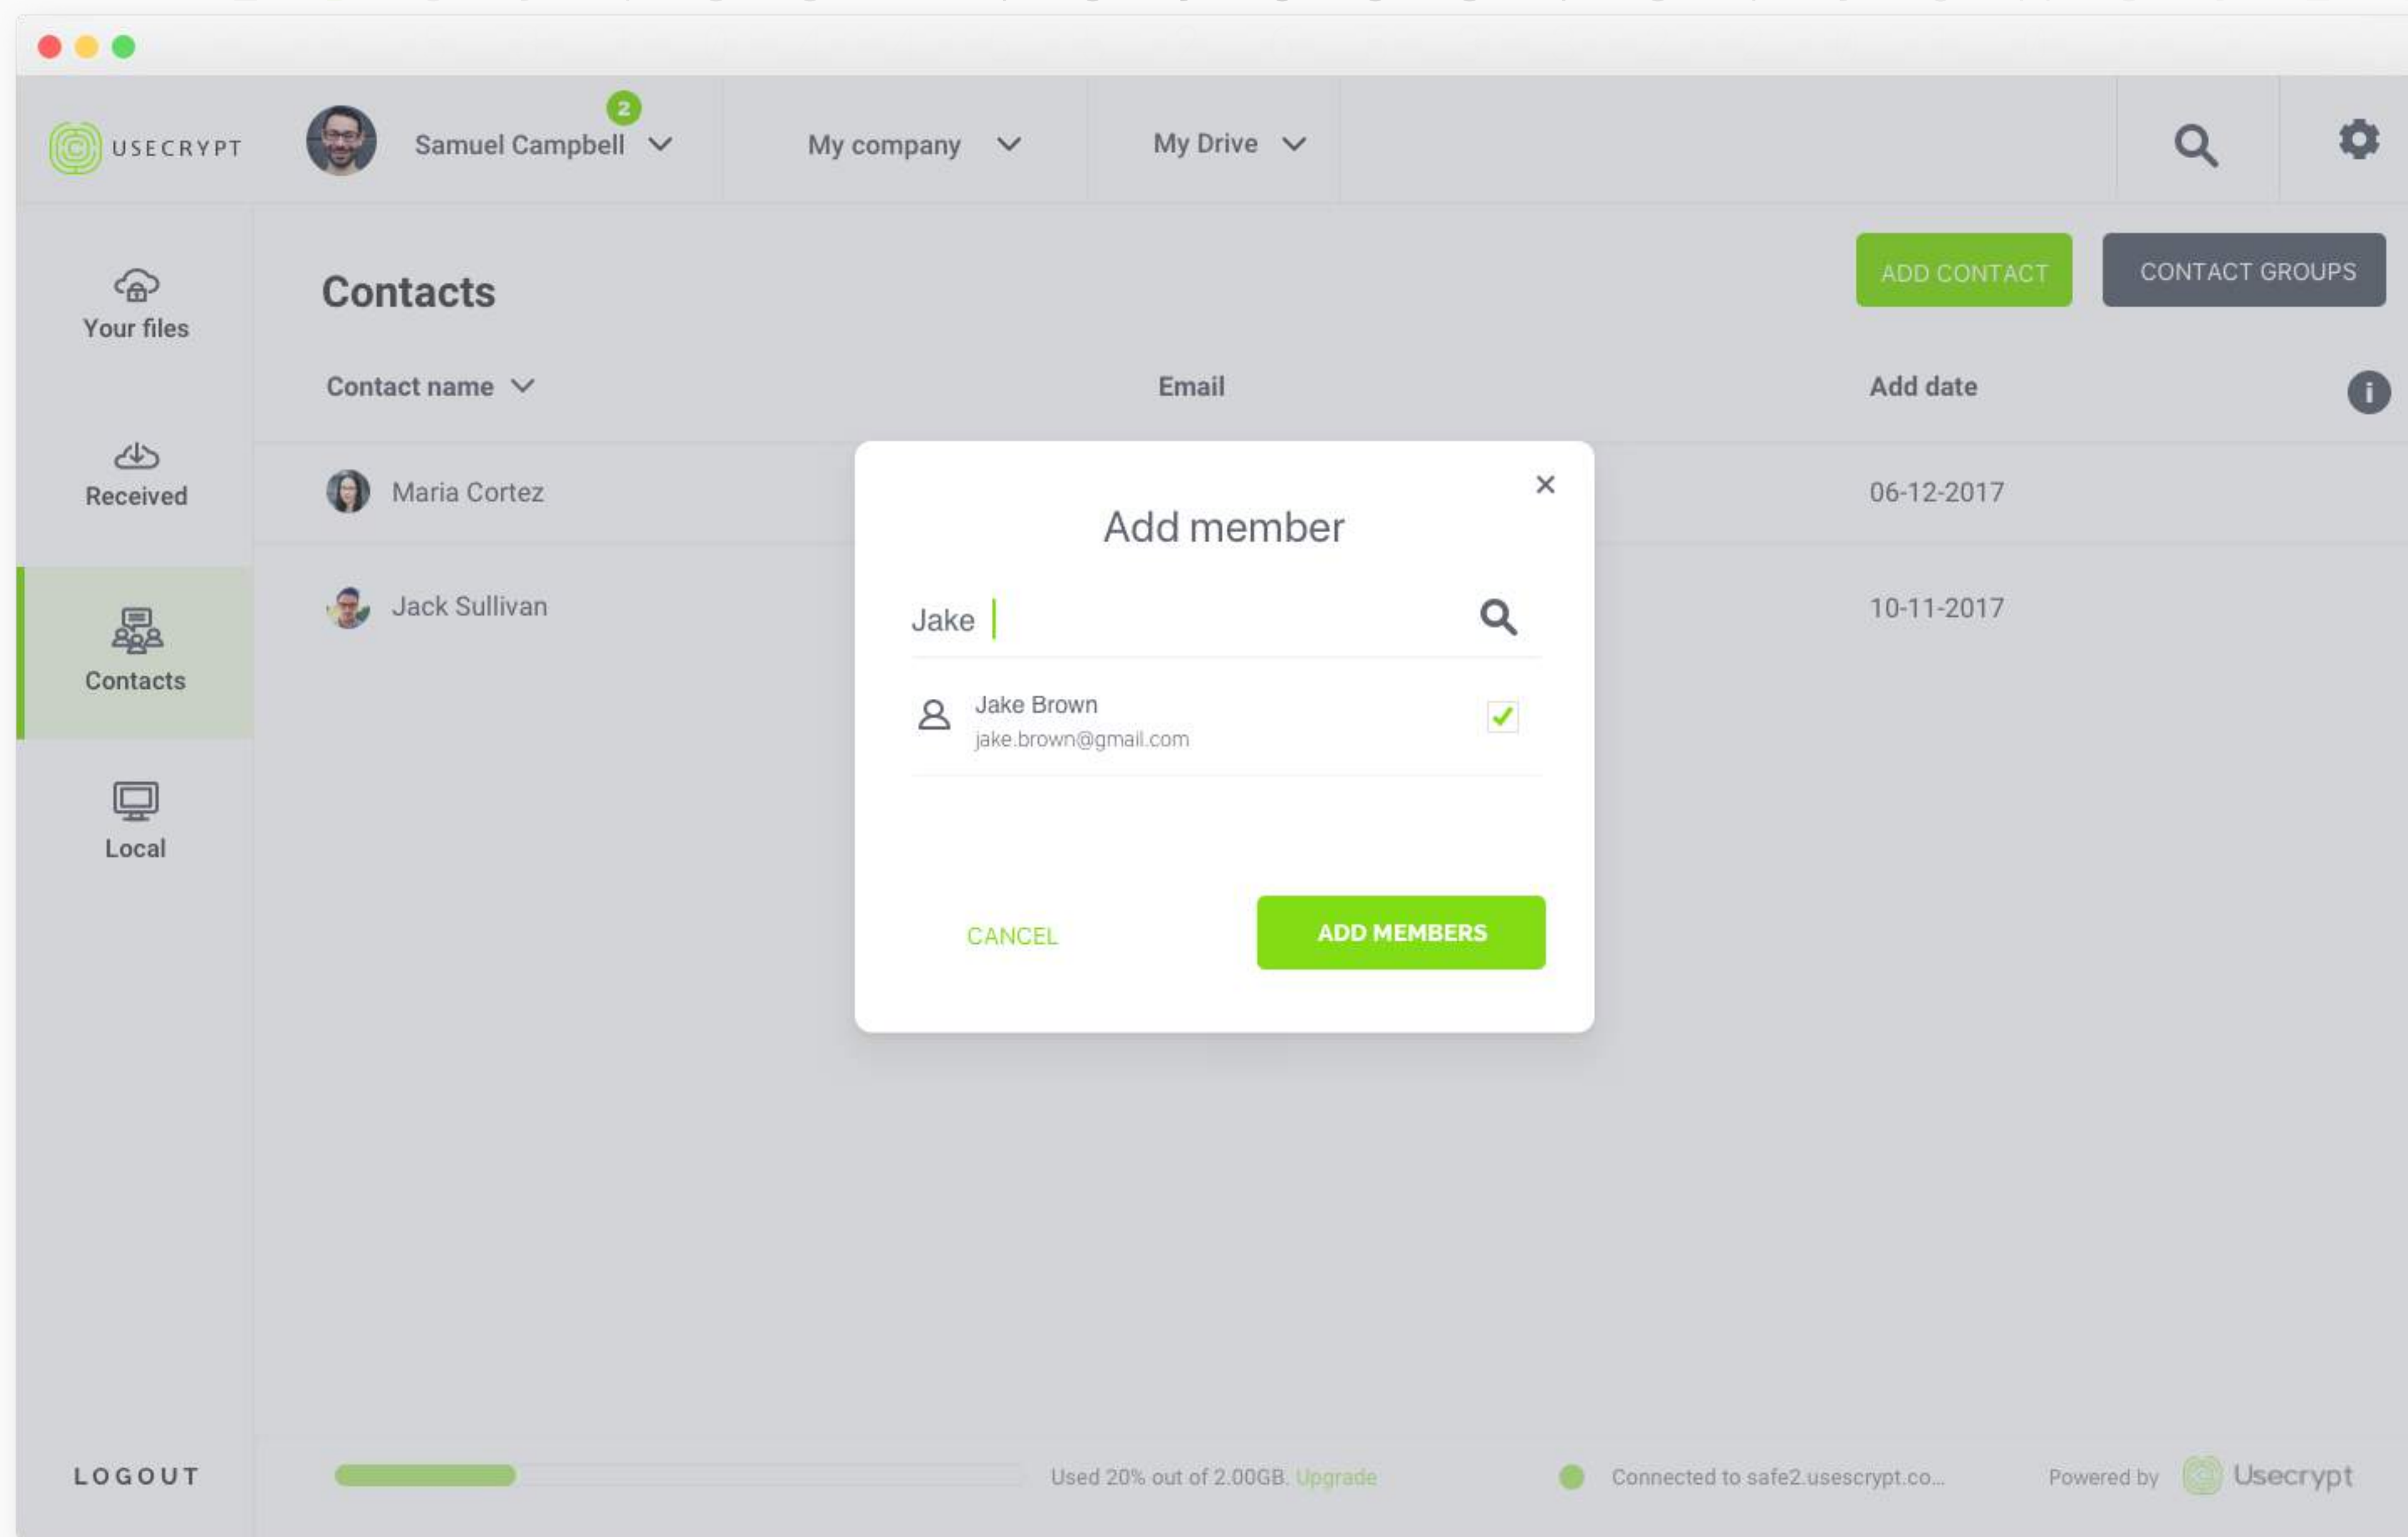 USECRYPT
Samuel Campbell
2
My company
My Drive
Your files
Received
Contacts
Local
LOGOUT
Contacts
ADD CONTACT
CONTACT GROUPS
Contact name
Email
Add date
i
Maria Cortez
06-12-2017
Jack Sullivan
10-11-2017
Add member
Jake
Jake Brown
jake.brown@gmail.com
CANCEL
ADD MEMBERS
Used 20% out of 2.00GB. Upgrade
Connected to safe2.usescrypt.co...
Powered by Usecrypt